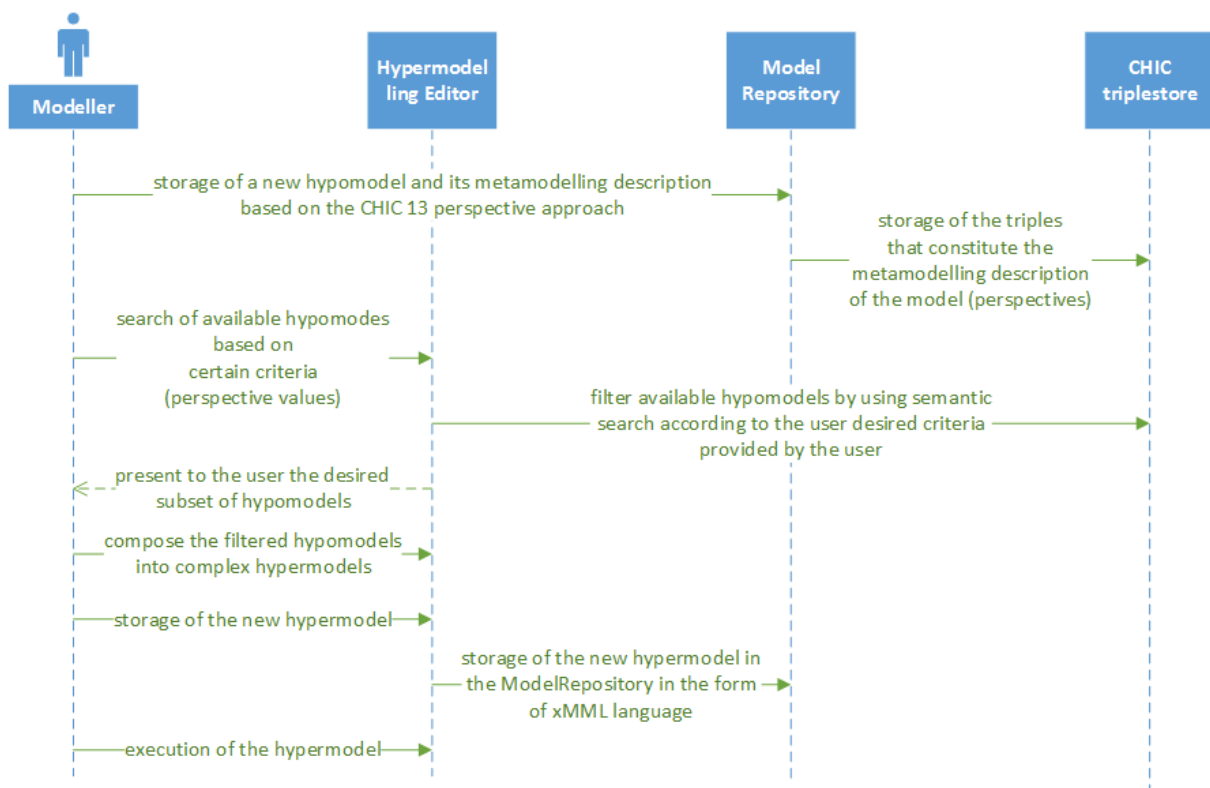 Modeller
Hypermodel
ling Editor
Model
Repository
CHIC
triplestore
storage of a new hypomodel and its metamodelling description
based on the CHIC 13 perspective approach
storage of the triples
that constitute the
metamodelling description
of the model (perspectives)
search of available hypomodes
based on
certain criteria
(perspective values)
filter available hypomodels by using semantic
search according to the user desired criteria
provided by the user
present to the user the desired
subset of hypomodels
compose the filtered hypomodels
into complex hypermodels
storage of the new hypermodel
storage of the new hypermodel in
the ModelRepository in the form
of xMML language
execution of the hypermodel